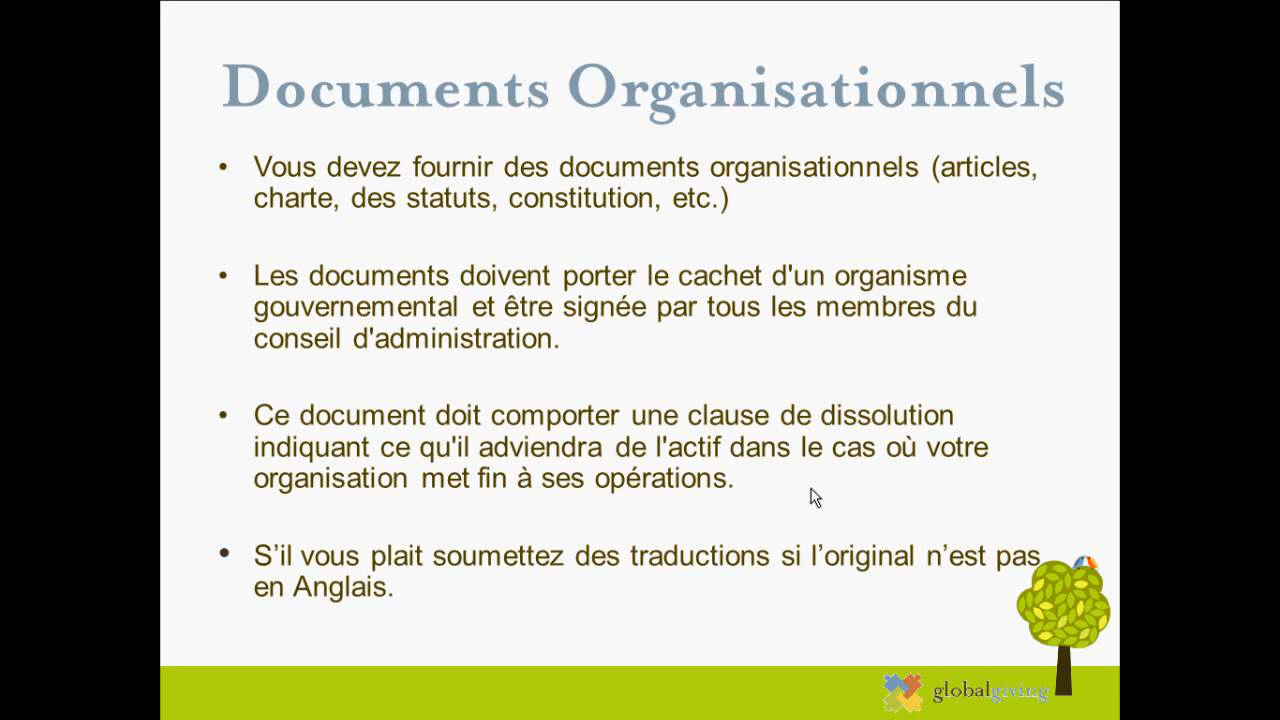 Documents Organisationnels
• Vous devez fournir des documents organisationnels (articles,
charte, des statuts, constitution, etc.)
• Les documents doivent porter le cachet d'un organisme
gouvernemental et être signée par tous les membres du
conseil d'administration.
• Ce document doit comporter une clause de dissolution
indiquant ce qu'il adviendra de l'actif dans le cas où votre
organisation met fin à ses opérations.
• S’il vous plait soumettez des traductions si l’original n’est pas
en Anglais.
globalgiving